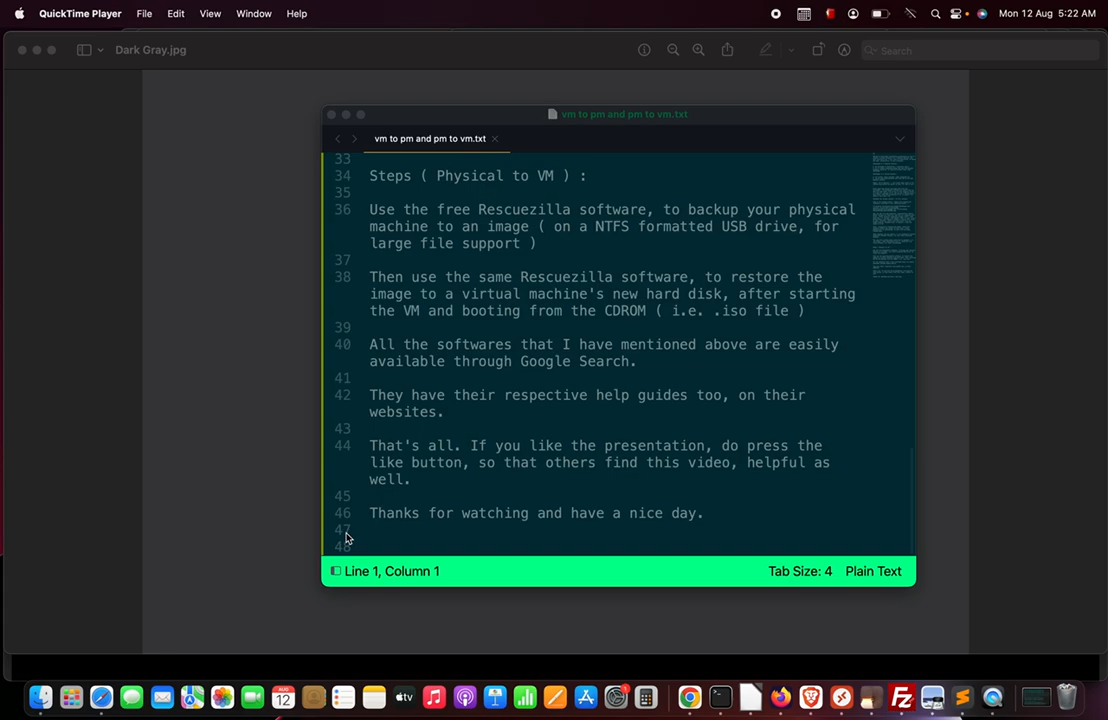 QuickTime Player File Edit View Window Help Mon 12 Aug 5:22 AM
Dark Gray.jpg Search
vm to pm and pm to vm.txt
vm to pm and pm to vm.txt
33
34 Steps ( Physical to VM ) :
35
36 Use the free Rescuezilla software, to backup your physical
machine to an image ( on a NTFS formatted USB drive, for
large file support )
37
38 Then use the same Rescuezilla software, to restore the
image to a virtual machine's new hard disk, after starting
the VM and booting from the CDROM ( i.e. .iso file )
39
40 All the softwares that I have mentioned above are easily
available through Google Search.
41
42 They have their respective help guides too, on their
websites.
43
44 That's all. If you like the presentation, do press the
like button, so that others find this video, helpful as
well.
45
46 Thanks for watching and have a nice day.
47
48
Line 1, Column 1 Tab Size: 4 Plain Text
AUG
12
tv
Fz